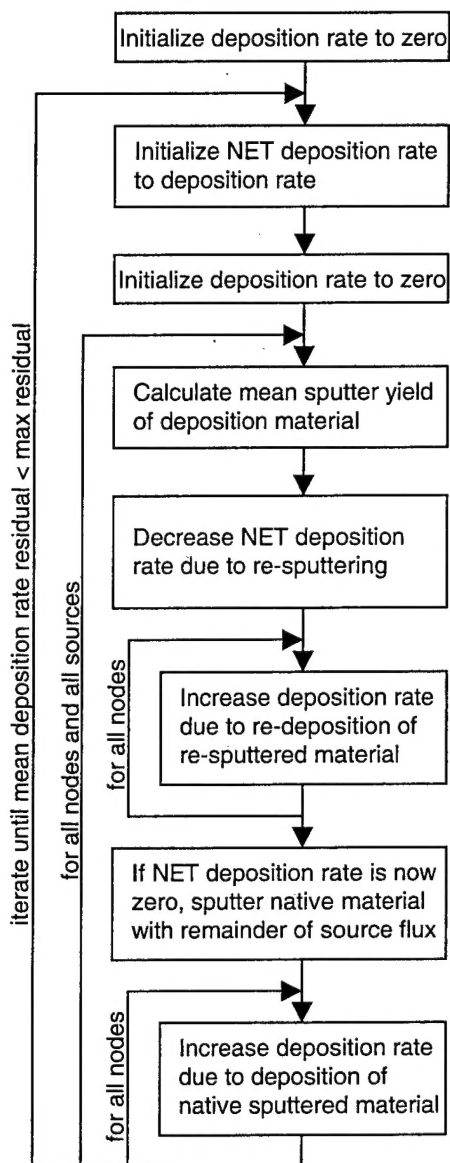 Initialize deposition rate to zero
Initialize NET deposition rate
to deposition rate
Initialize deposition rate to zero
Calculate mean sputter yield
of deposition material
Decrease NET deposition
rate due to re-sputtering
Increase deposition rate
due to re-deposition of
re-sputtered material
for all nodes
If NET deposition rate is now
zero, sputter native material
with remainder of source flux
Increase deposition rate
due to deposition of
native sputtered material
for all nodes
for all nodes and all sources
iterate until mean deposition rate residual < max residual